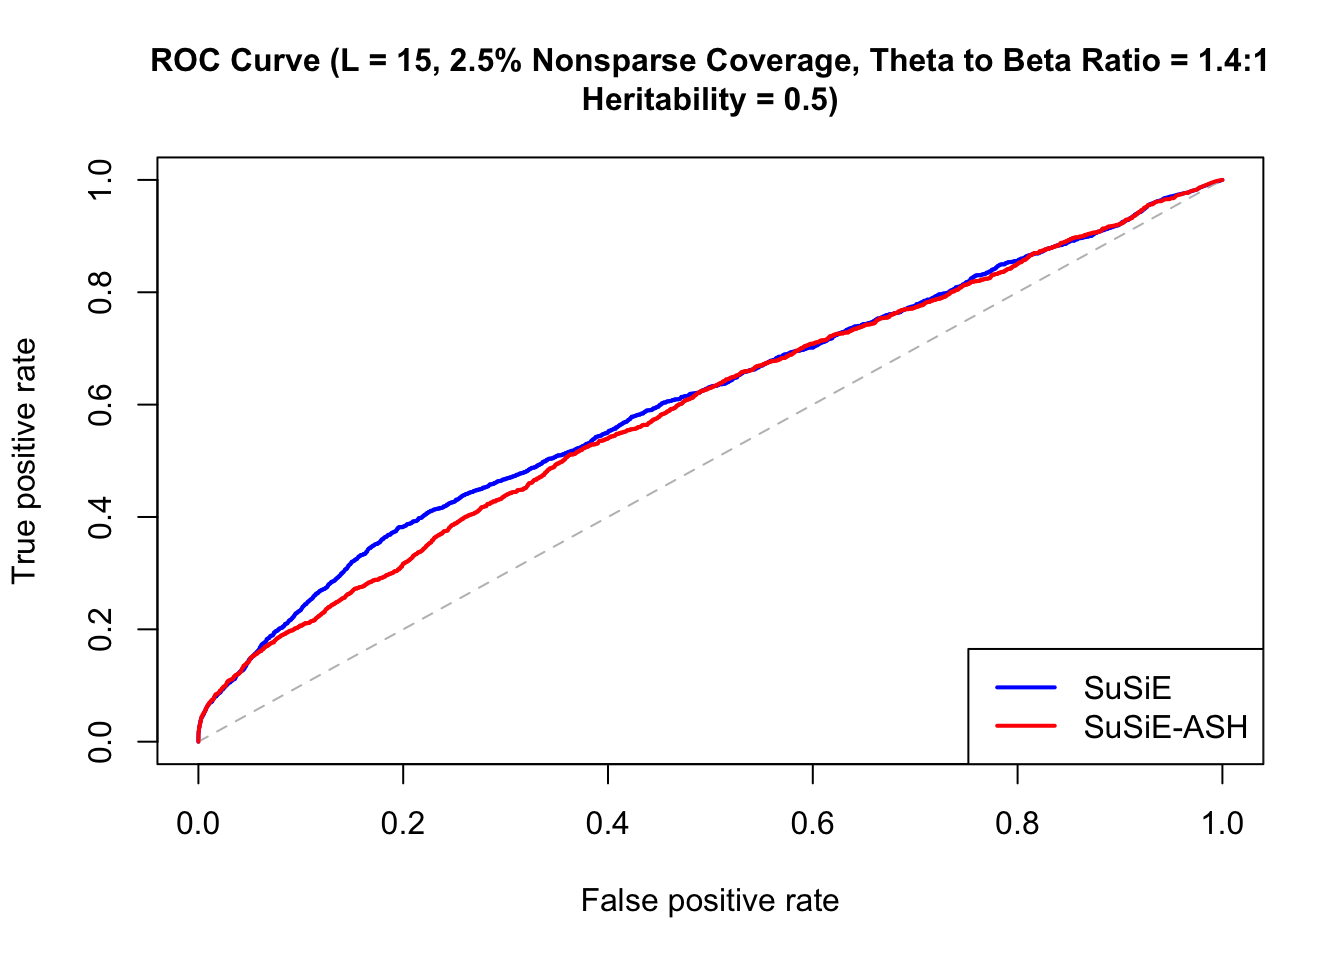 ROC Curve (L = 15, 2.5% Nonsparse Coverage, Theta to Beta Ratio = 1.4:1
Heritability = 0.5)
True positive rate
1.0
0.8
0.6
0.4
0.2
0.0
SuSiE
SuSiE-ASH
0.0 0.2 0.4 0.6 0.8 1.0
False positive rate